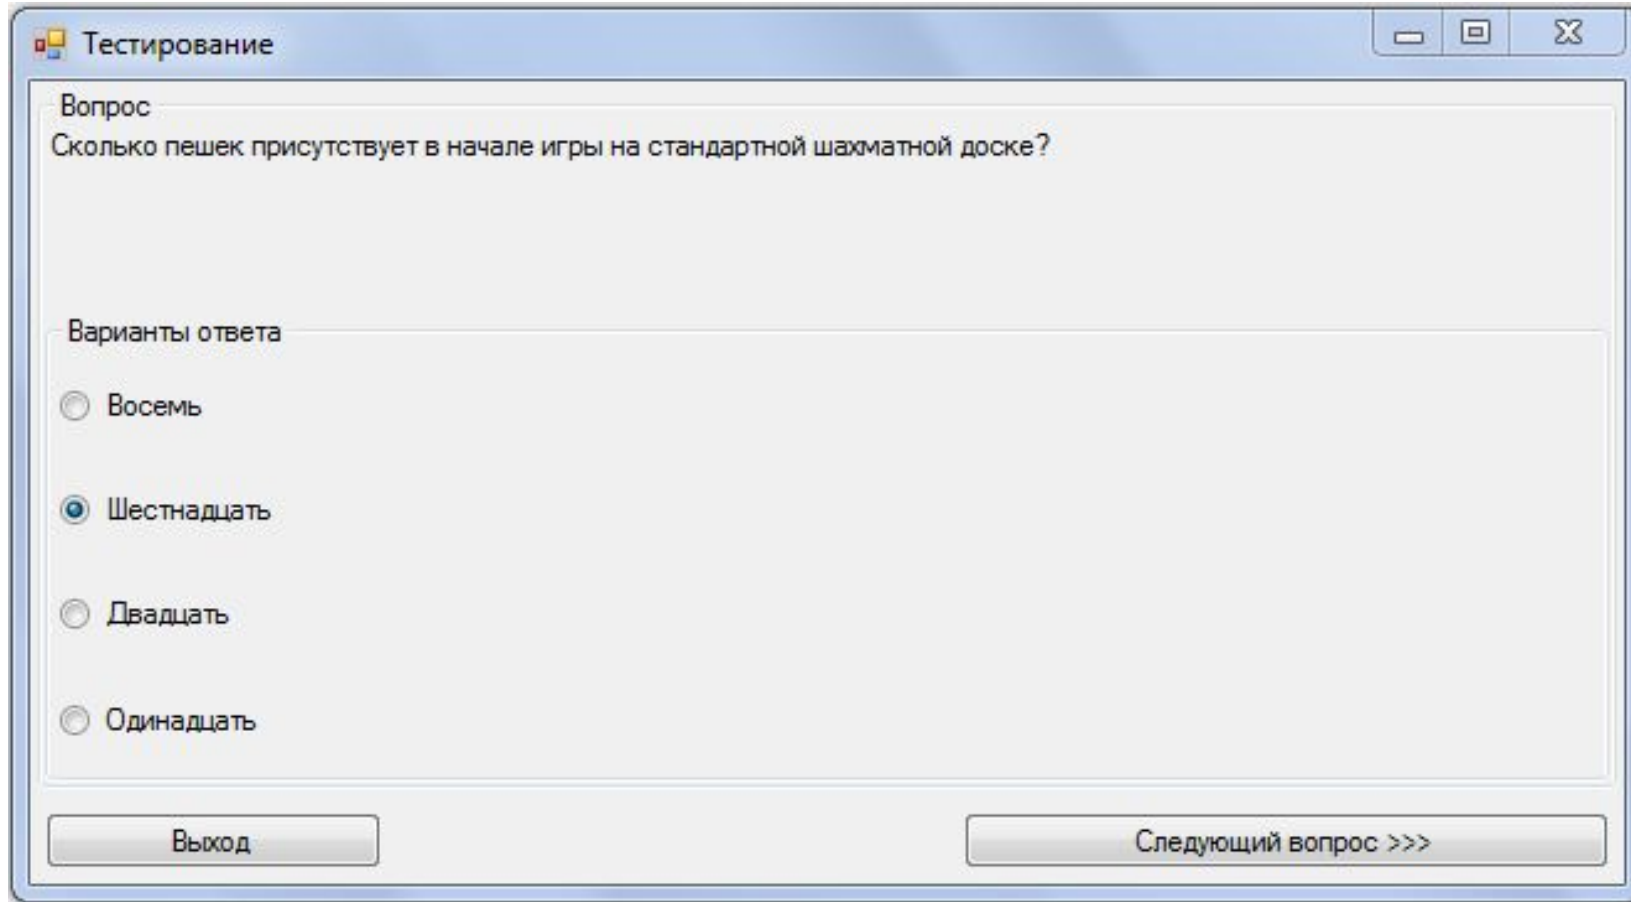 Тестирование
Вопрос
Сколько пешек присутствует в начале игры на стандартной шахматной доске?
Варианты ответа
Восемь
Шестнадцать
Двадцать
Одинадцать
Выход
Следующий вопрос >>>